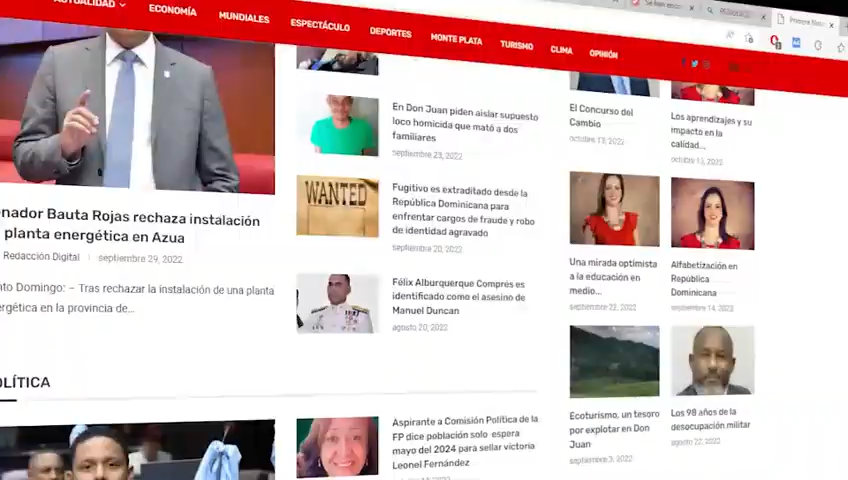 ACTUALIDAD
ECONOMÍA
MUNDIALES
ESPECTÁCULO
DEPORTES
MONTE PLATA
TURISMO
CLIMA
OPINIÓN
Senador Bauta Rojas rechaza instalación
planta energética en Azua
Redacción Digital
septiembre 29, 2022
nto Domingo: – Tras rechazar la instalación de una planta
ergética en la provincia de...
OLÍTICA
En Don Juan piden aislar supuesto
loco homicida que mató a dos
familiares
septiembre 23, 2022
WANTED
Fugitivo es extraditado desde la
República Dominicana para
enfrentar cargos de fraude y robo
de identidad agravado
septiembre 20, 2022
Félix Alburquerque Comprés es
identificado como el asesino de
Manuel Duncan
agosto 20, 2022
Aspirante a Comisión Política de la
FP dice población solo espera
mayo del 2024 para sellar victoria
Leonel Fernández
El Concurso del
Cambio
octubre 13, 2022
Los aprendizajes y su
impacto en la
calidad...
octubre 13, 2022
Una mirada optimista
a la educación en
medio...
septiembre 22, 2022
Alfabetización en
República
Dominicana
septiembre 14, 2022
Ecoturismo, un tesoro
por explotar en Don
Juan
septiembre 3, 2022
Los 98 años de la
desocupación militar
agosto 22, 2022